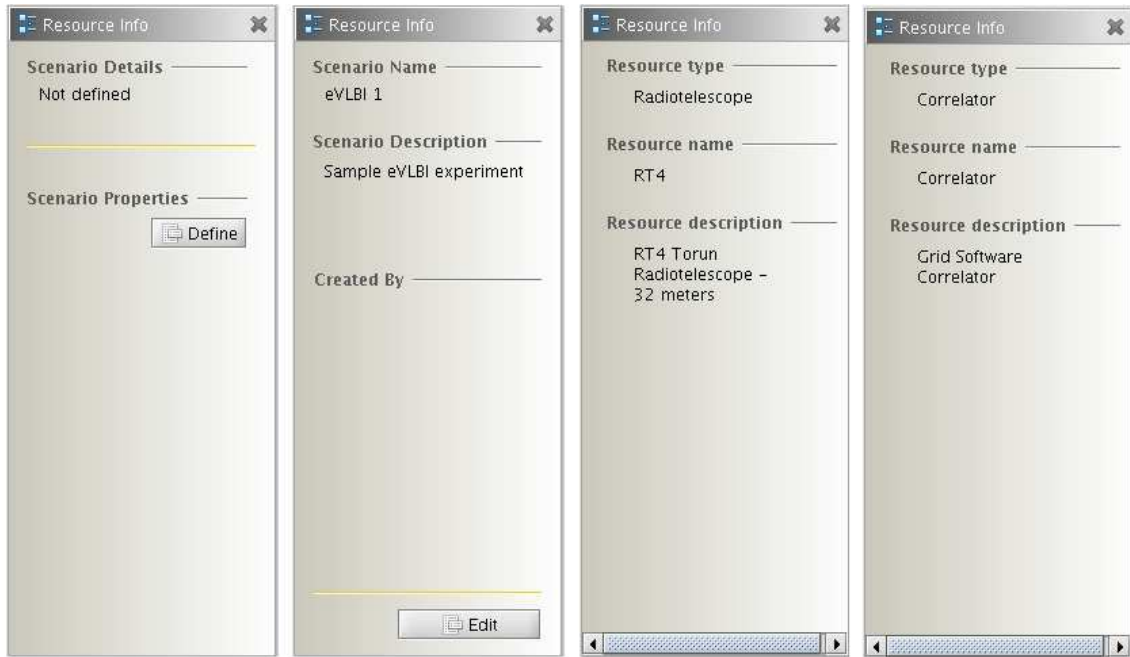 Resource Info
Scenario Details
Not defined
Scenario Properties
Define
Resource Info
Scenario Name
eVLBI 1
Scenario Description
Sample eVLBI experiment
Created By
Edit
Resource Info
Resource type
Radiotelescope
Resource name
RT4
Resource description
RT4 Torun
Radiotelescope –
32 meters
Resource Info
Resource type
Correlator
Resource name
Correlator
Resource description
Grid Software
Correlator